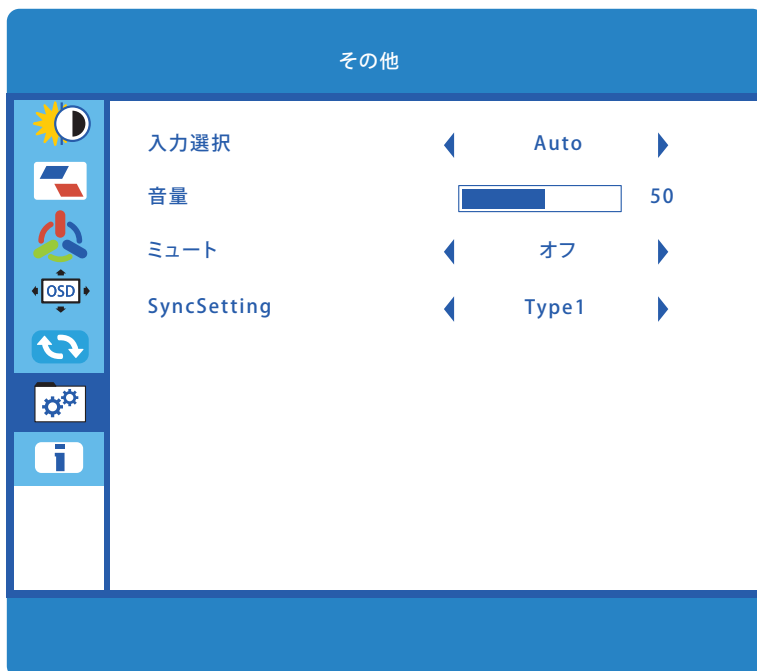 その他
入力選択 Auto
音量 50
ミュート オフ
OSD
SyncSetting Type1
i